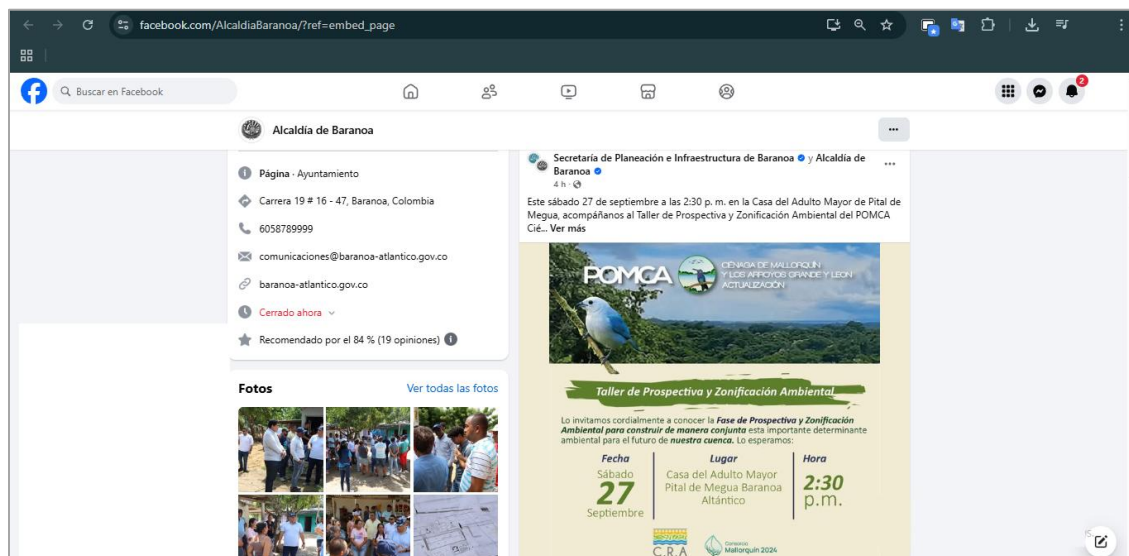 facebook.com/AlcaldiaBaranoa/?ref=embed_page
Buscar en Facebook
2
Alcaldía de Baranoa
Página · Ayuntamiento
Carrera 19 # 16 - 47, Baranoa, Colombia
6058789999
comunicaciones@baranoa-atlantico.gov.co
baranoa-atlantico.gov.co
Cerrado ahora
Recomendado por el 84 % (19 opiniones)
Fotos
Ver todas las fotos
Secretaría de Planeación e Infraestructura de Baranoa y Alcaldía de
Baranoa
4 h ·
Este sábado 27 de septiembre a las 2:30 p. m. en la Casa del Adulto Mayor de Pital de
Megua, acompáñanos al Taller de Prospectiva y Zonificación Ambiental del POMCA
Cié... Ver más
POMCA
CIÉNAGA DE MALLORQUÍN
Y LOS ARROYOS GRANDE Y LEÓN
ACTUALIZACIÓN
Taller de Prospectiva y Zonificación Ambiental
Lo invitamos cordialmente a conocer la Fase de Prospectiva y Zonificación
Ambiental para construir de manera conjunta esta importante determinante
ambiental para el futuro de nuestra cuenca. Lo esperamos:
Fecha
Sábado
27
Septiembre
Lugar
Casa del Adulto Mayor
Pital de Megua Baranoa
Altántico
Hora
2:30
p.m.
C.R.A
Consorcio
Mallorquín 2024